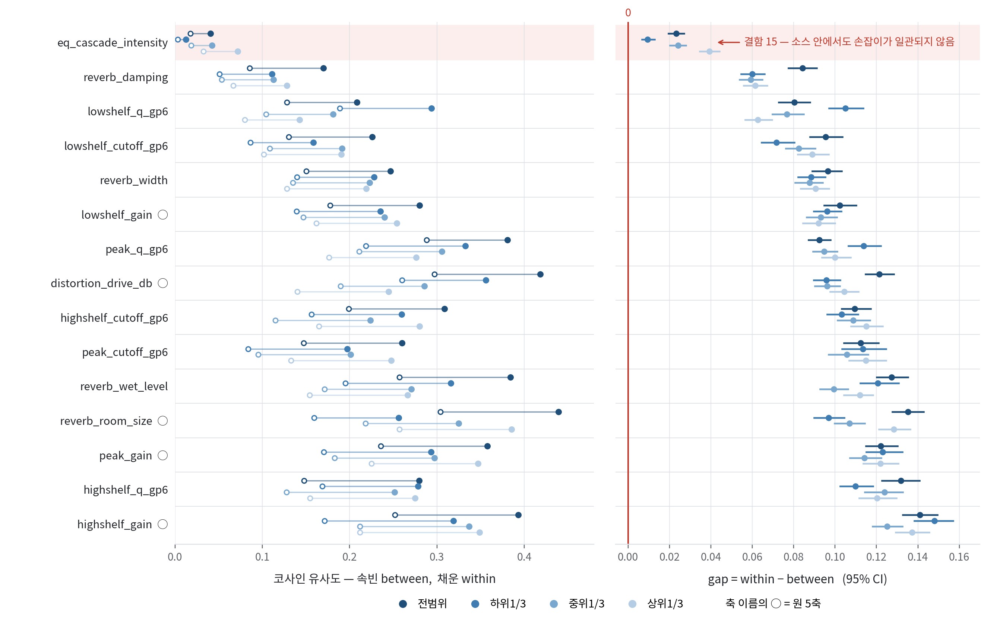 0
eq_cascade_intensity
결함 15 — 소스 안에서도 손잡이가 일관되지 않음
reverb_damping
lowshelf_q_gp6
lowshelf_cutoff_gp6
reverb_width
lowshelf_gain ○
peak_q_gp6
distortion_drive_db ○
highshelf_cutoff_gp6
peak_cutoff_gp6
reverb_wet_level
reverb_room_size ○
peak_gain ○
highshelf_q_gp6
highshelf_gain ○
0.0 0.1 0.2 0.3 0.4
0.00 0.02 0.04 0.06 0.08 0.10 0.12 0.14 0.16
코사인 유사도 — 속빈 between, 채운 within
gap = within − between (95% CI)
전범위 하위1/3 중위1/3 상위1/3 축 이름의 ○ = 원 5축